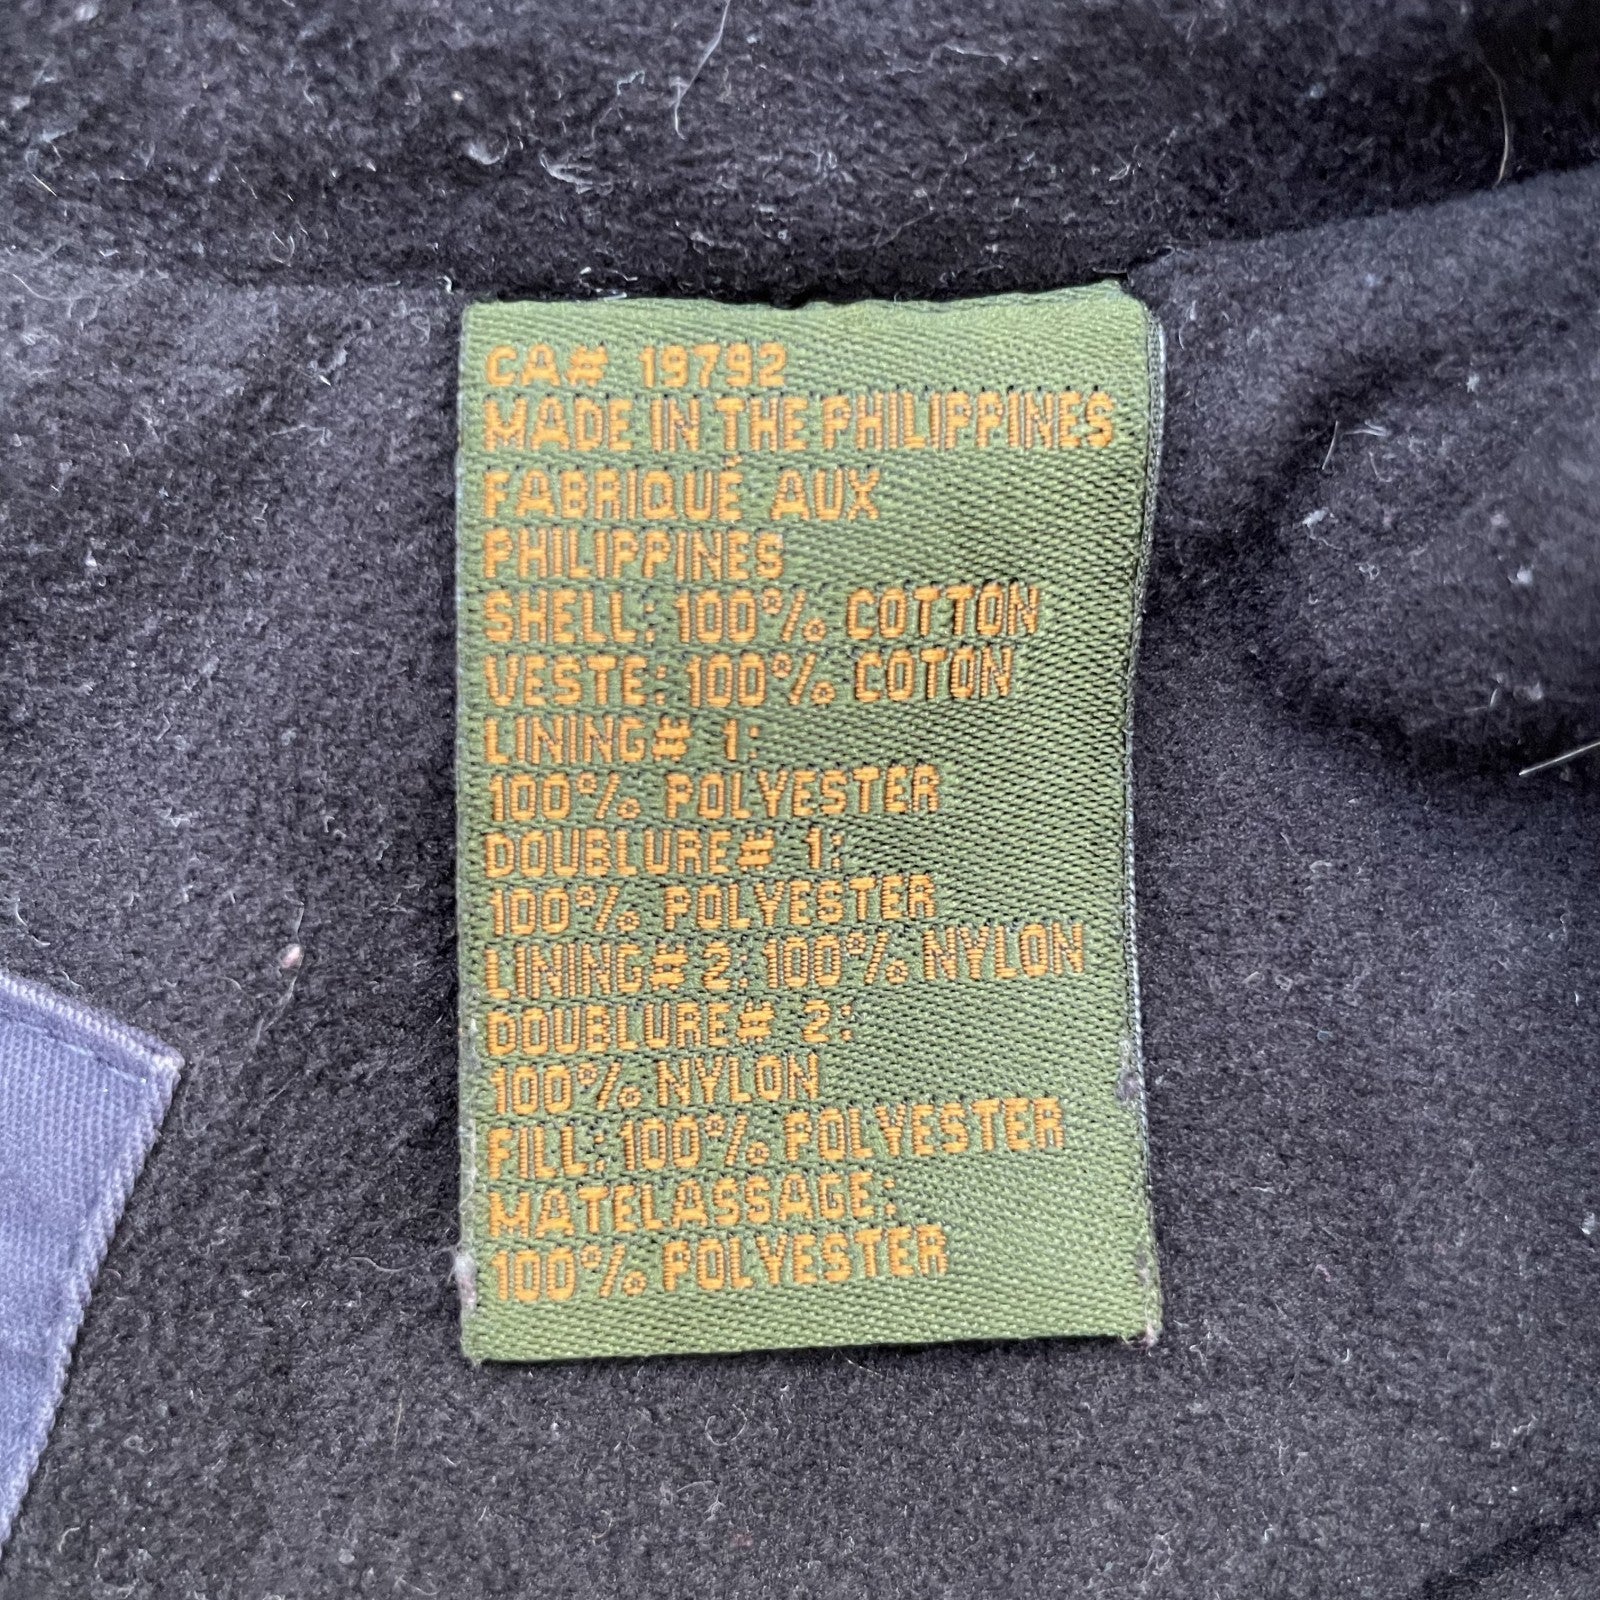 CA# 19792
MADE IN THE PHILIPPINES
FABRIQUÉ AUX
PHILIPPINES
SHELL: 100% COTTON
VESTE: 100% COTON
LINING# 1:
100% POLYESTER
DOUBLURE# 1:
100% POLYESTER
LINING# 2: 100% NYLON
DOUBLURE# 2:
100% NYLON
FILL: 100% POLYESTER
MATELASSAGE:
100% POLYESTER